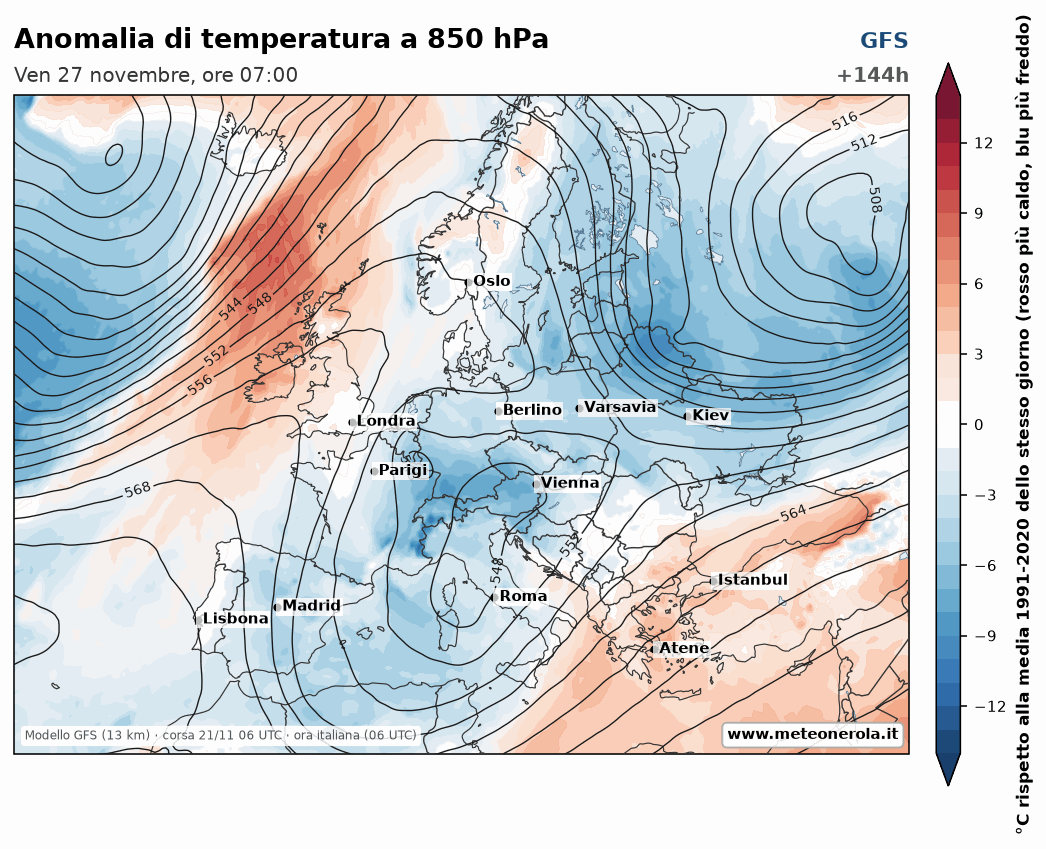 Anomalia di temperatura a 850 hPa
GFS
Ven 27 novembre, ore 07:00
+144h
516
512
508
544
548
552
556
568
564
548
Oslo
Londra
Berlino
Varsavia
Kiev
Parigi
Vienna
Istanbul
Roma
Madrid
Lisbona
Atene
Modello GFS (13 km) · corsa 21/11 06 UTC · ora italiana (06 UTC)
www.meteonerola.it
12
9
6
3
0
−3
−6
−9
−12
°C rispetto alla media 1991-2020 dello stesso giorno (rosso più caldo, blu più freddo)